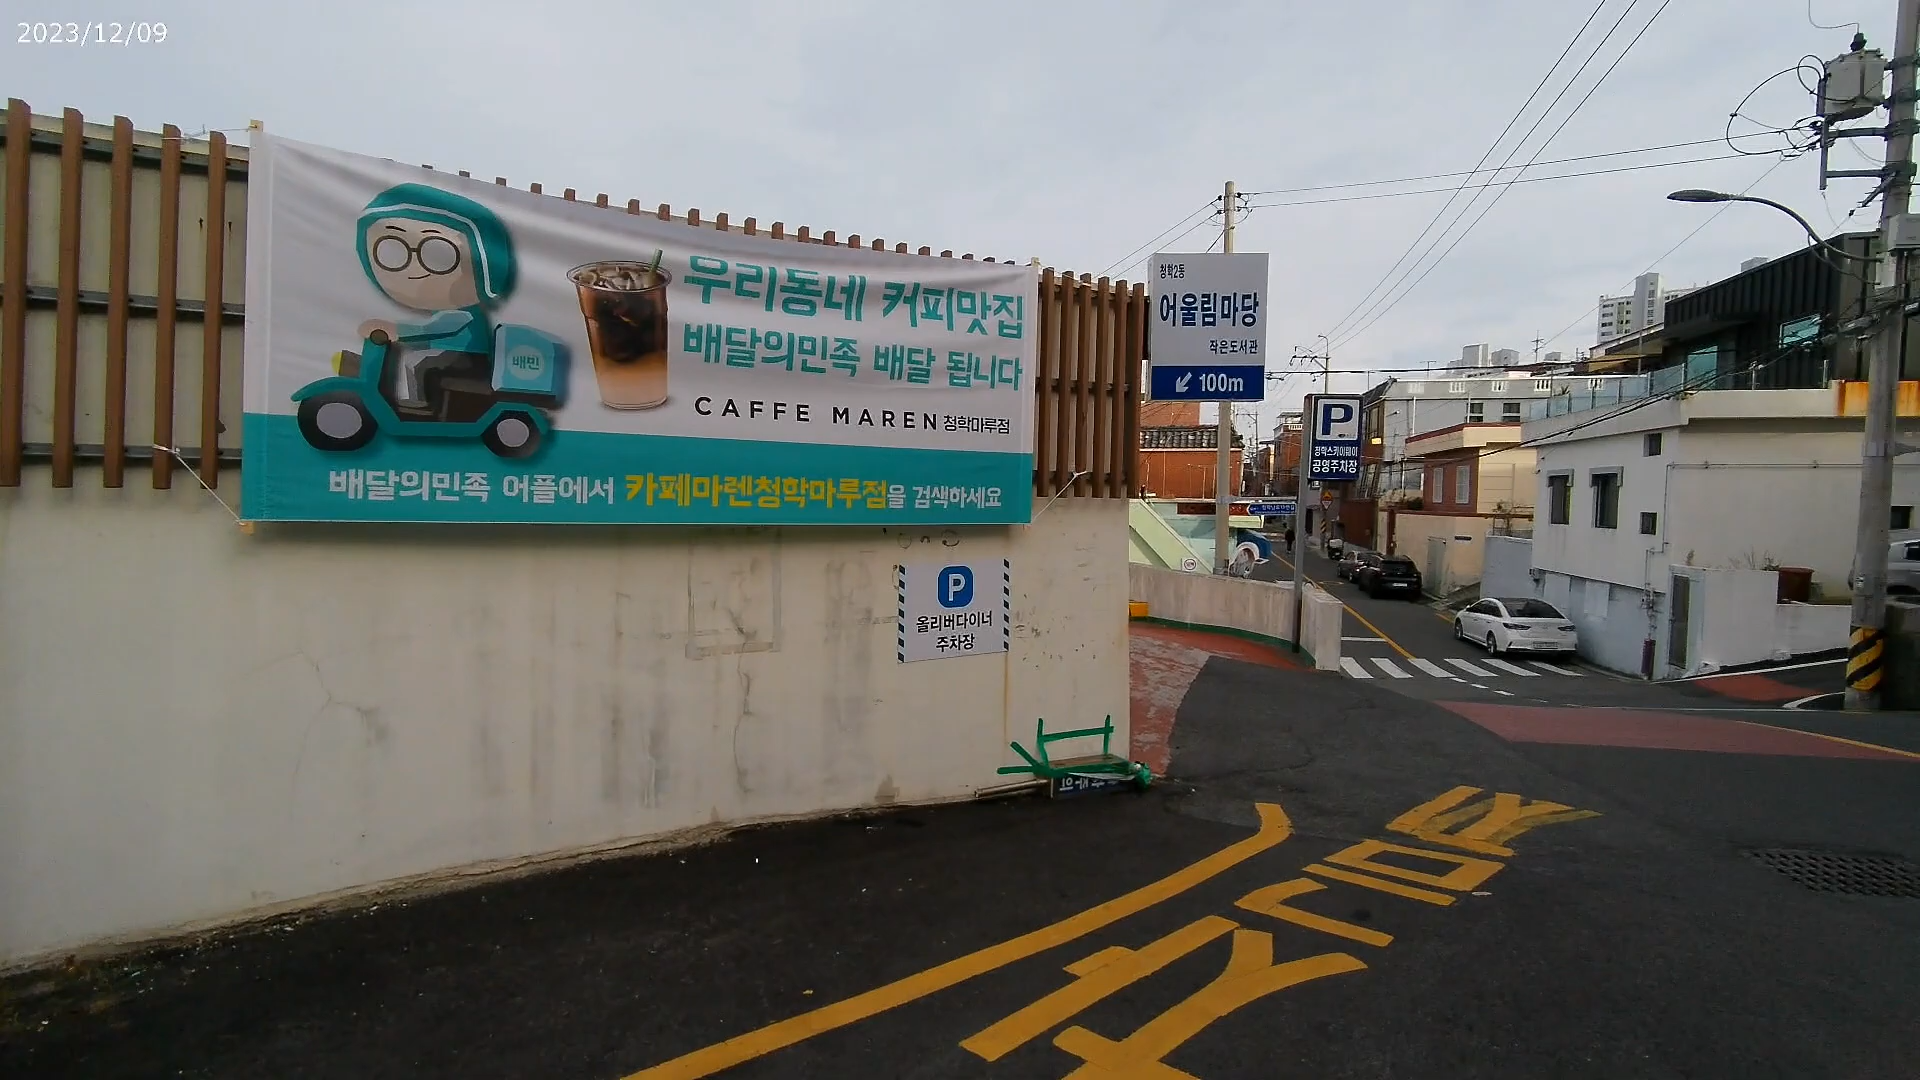 2023/12/09
우리동네 커피맛집
배달의민족 배달 됩니다
CAFFE MAREN 청학마루점
배민
배달의민족 어플에서 카페마렌청학마루점을 검색하세요
P
올리버다이너
주차장
청학2동
어울림마당
작은도서관
↙ 100m
P
청학스카이웨이
공영주차장